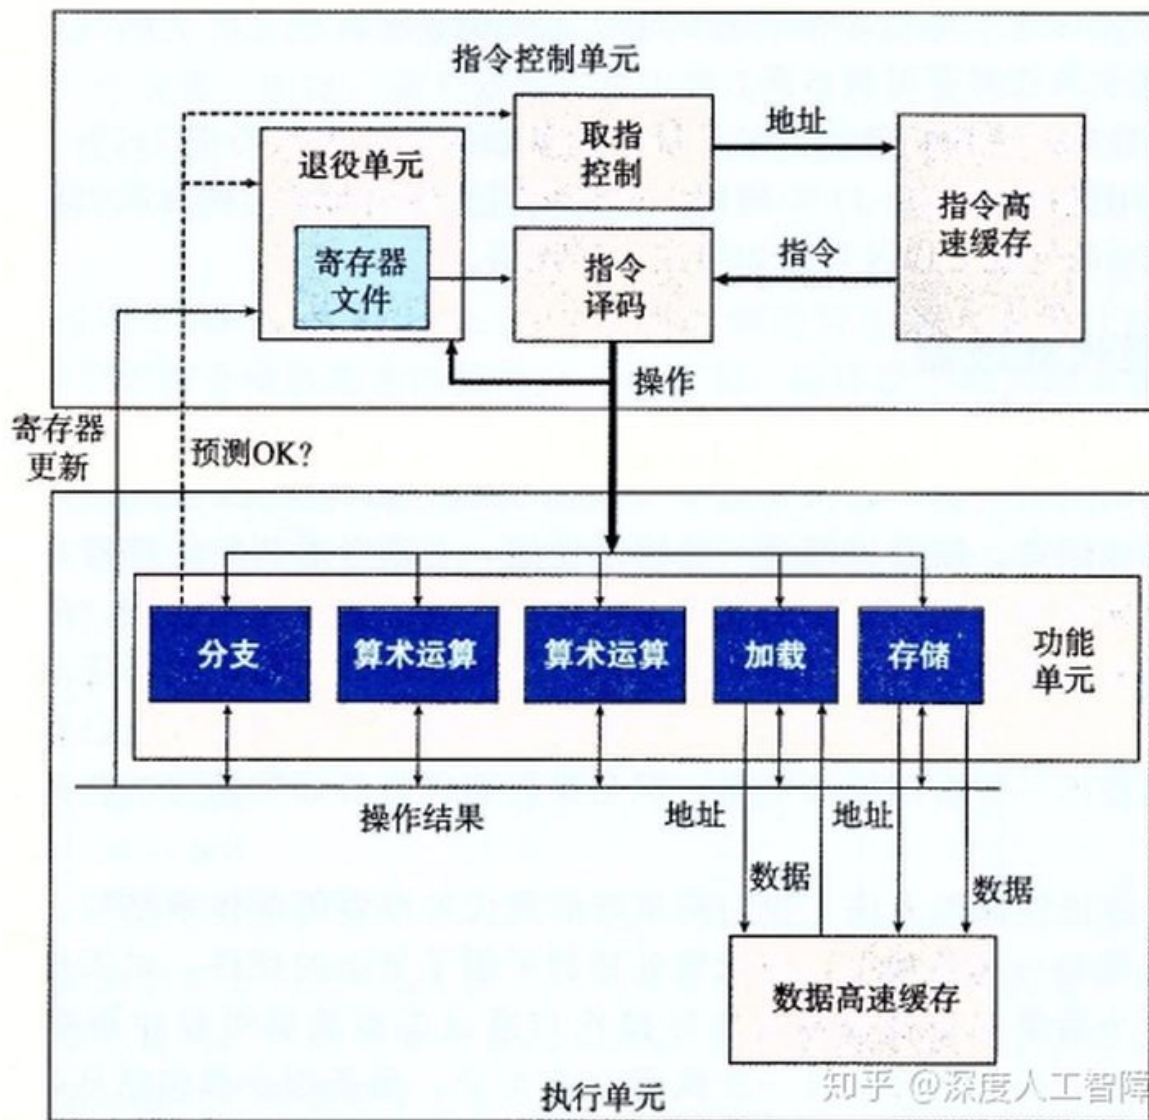 指令控制单元
取指
控制
地址
退役单元
指令高
速缓存
寄存器
文件
指令
译码
指令
操作
寄存器
更新
预测OK?
分支
算术运算
算术运算
加载
存储
功能
单元
操作结果
地址
地址
数据
数据
数据高速缓存
执行单元
知乎 @深度人工智障